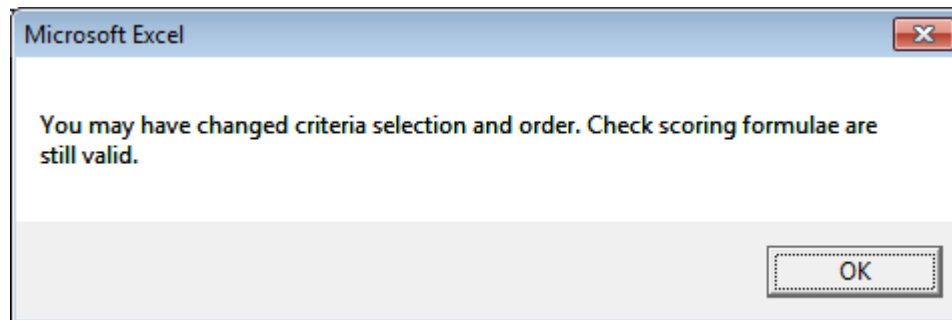 Microsoft Excel
You may have changed criteria selection and order. Check scoring formulae are
still valid.
OK